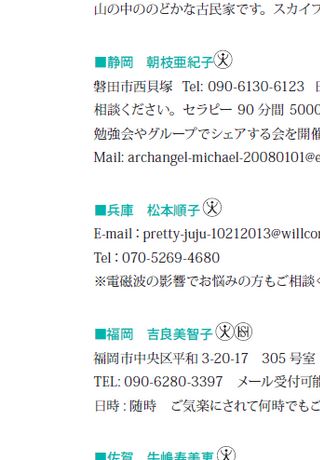 山の中ののどかな古民家です。スカイプ
■静岡　朝枝亜紀子
磐田市西貝塚　Tel: 090-6130-6123
相談ください。セラピー 90 分間 5000
勉強会やグループでシェアする会を開催
Mail: archangel-michael-20080101@e
■兵庫　松本順子
E-mail：pretty-juju-10212013@willcom
Tel：070-5269-4680
※電磁波の影響でお悩みの方もご相談く
■福岡　吉良美智子
福岡市中央区平和 3-20-17　305 号室
TEL: 090-6280-3397　メール受付可能
日時 : 随時　ご気楽にされて何時でもご
■佐賀　牛嶋寿美恵